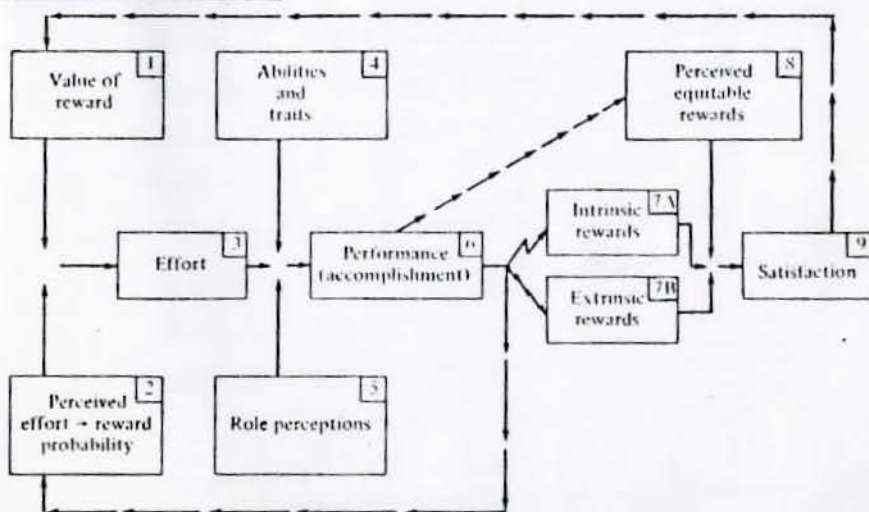 1
Value of
reward
4
Abilities
and
traits
8
Perceived
equitable
rewards
3
Effort
6
Performance
(accomplishment)
7A
Intrinsic
rewards
7B
Extrinsic
rewards
9
Satisfaction
2
Perceived
effort → reward
probability
5
Role perceptions